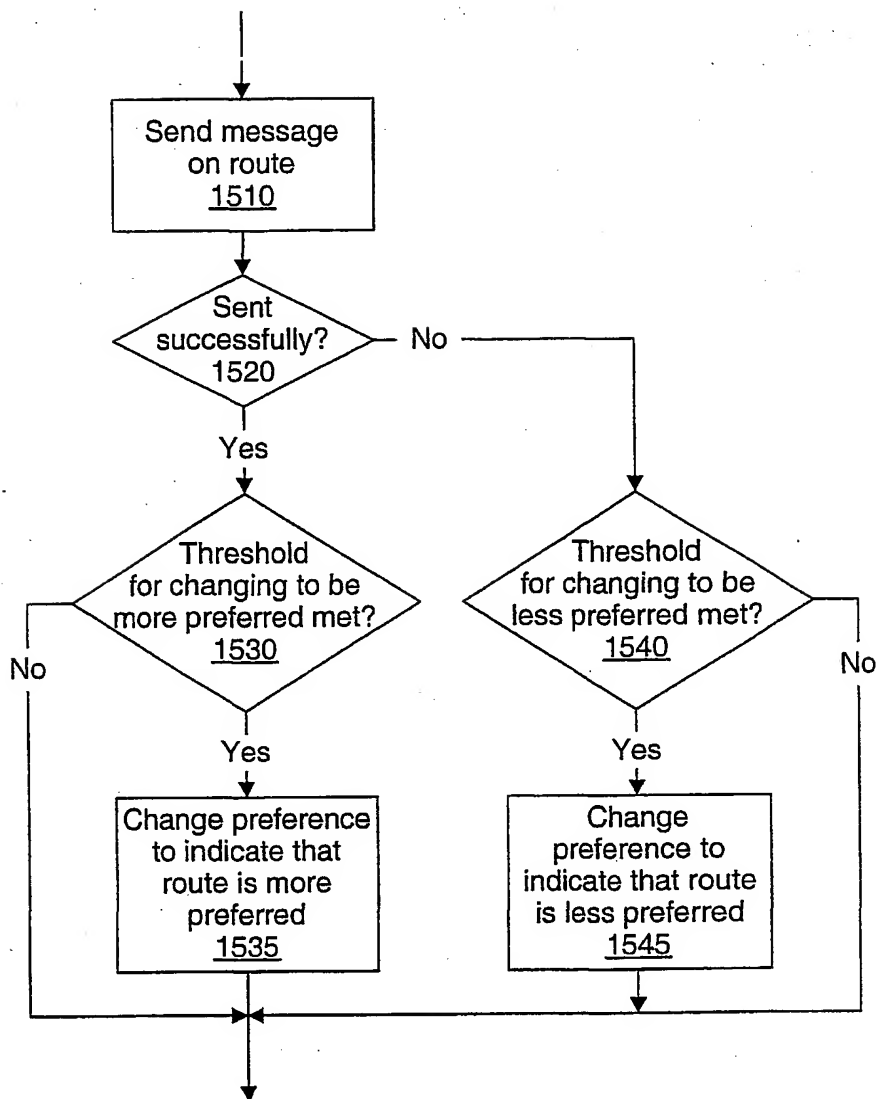 Send message
on route
1510
Sent
successfully?
1520
No
Yes
Threshold
for changing to be
more preferred met?
1530
Threshold
for changing to be
less preferred met?
1540
No
No
Yes
Yes
Change preference
to indicate that
route is more
preferred
1535
Change
preference to
indicate that route
is less preferred
1545